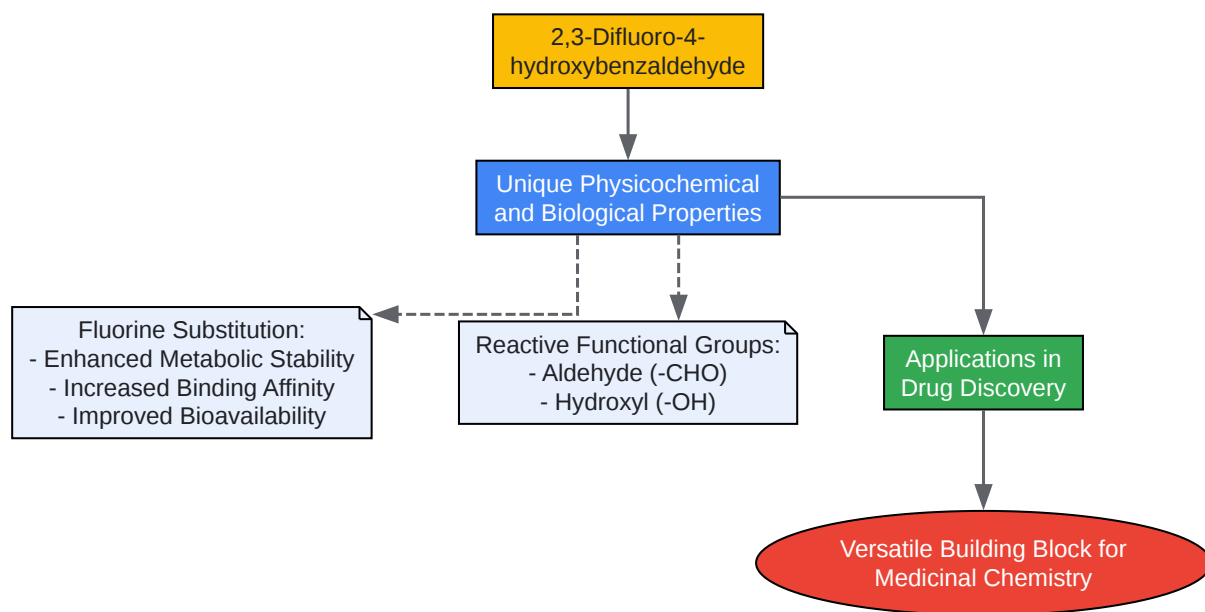 2,3-Difluoro-4-
hydroxybenzaldehyde
Unique Physicochemical
and Biological Properties
Fluorine Substitution:
- Enhanced Metabolic Stability
- Increased Binding Affinity
- Improved Bioavailability
Reactive Functional Groups:
- Aldehyde (-CHO)
- Hydroxyl (-OH)
Applications in
Drug Discovery
Versatile Building Block for
Medicinal Chemistry